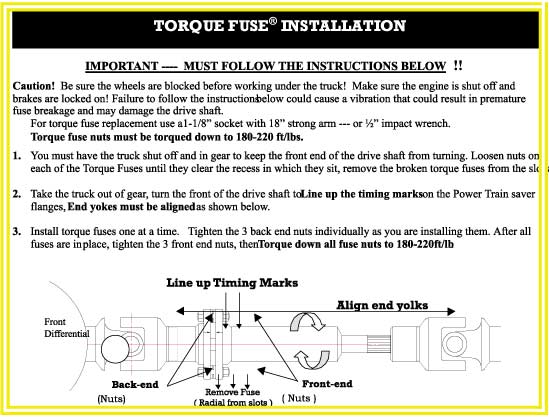 TORQUE FUSE® INSTALLATION
IMPORTANT ---- MUST FOLLOW THE INSTRUCTIONS BELOW !!
Caution! Be sure the wheels are blocked before working under the truck! Make sure the engine is shut off and
brakes are locked on! Failure to follow the instructionsbelow could cause a vibration that could result in premature
fuse breakage and may damage the drive shaft.
For torque fuse replacement use a1-1/8" socket with 18" strong arm --- or ½" impact wrench.
Torque fuse nuts must be torqued down to 180-220 ft/lbs.
1. You must have the truck shut off and in gear to keep the front end of the drive shaft from turning. Loosen nuts on
each of the Torque Fuses until they clear the recess in which they sit, remove the broken torque fuses from the
2. Take the truck out of gear, turn the front of the drive shaft toLine up the timing markson the Power Train saver
flanges, End yokes must be alignedas shown below.
3. Install torque fuses one at a time. Tighten the 3 back end nuts individually as you are installing them. After all
fuses are inplace, tighten the 3 front end nuts, thenTorque down all fuse nuts to 180-220ft/lb
Line up Timing Marks
Align end yolks
Front
Differential
Back-end
(Nuts)
Remove Fuse
( Radial from slots )
Front-end
( Nuts )